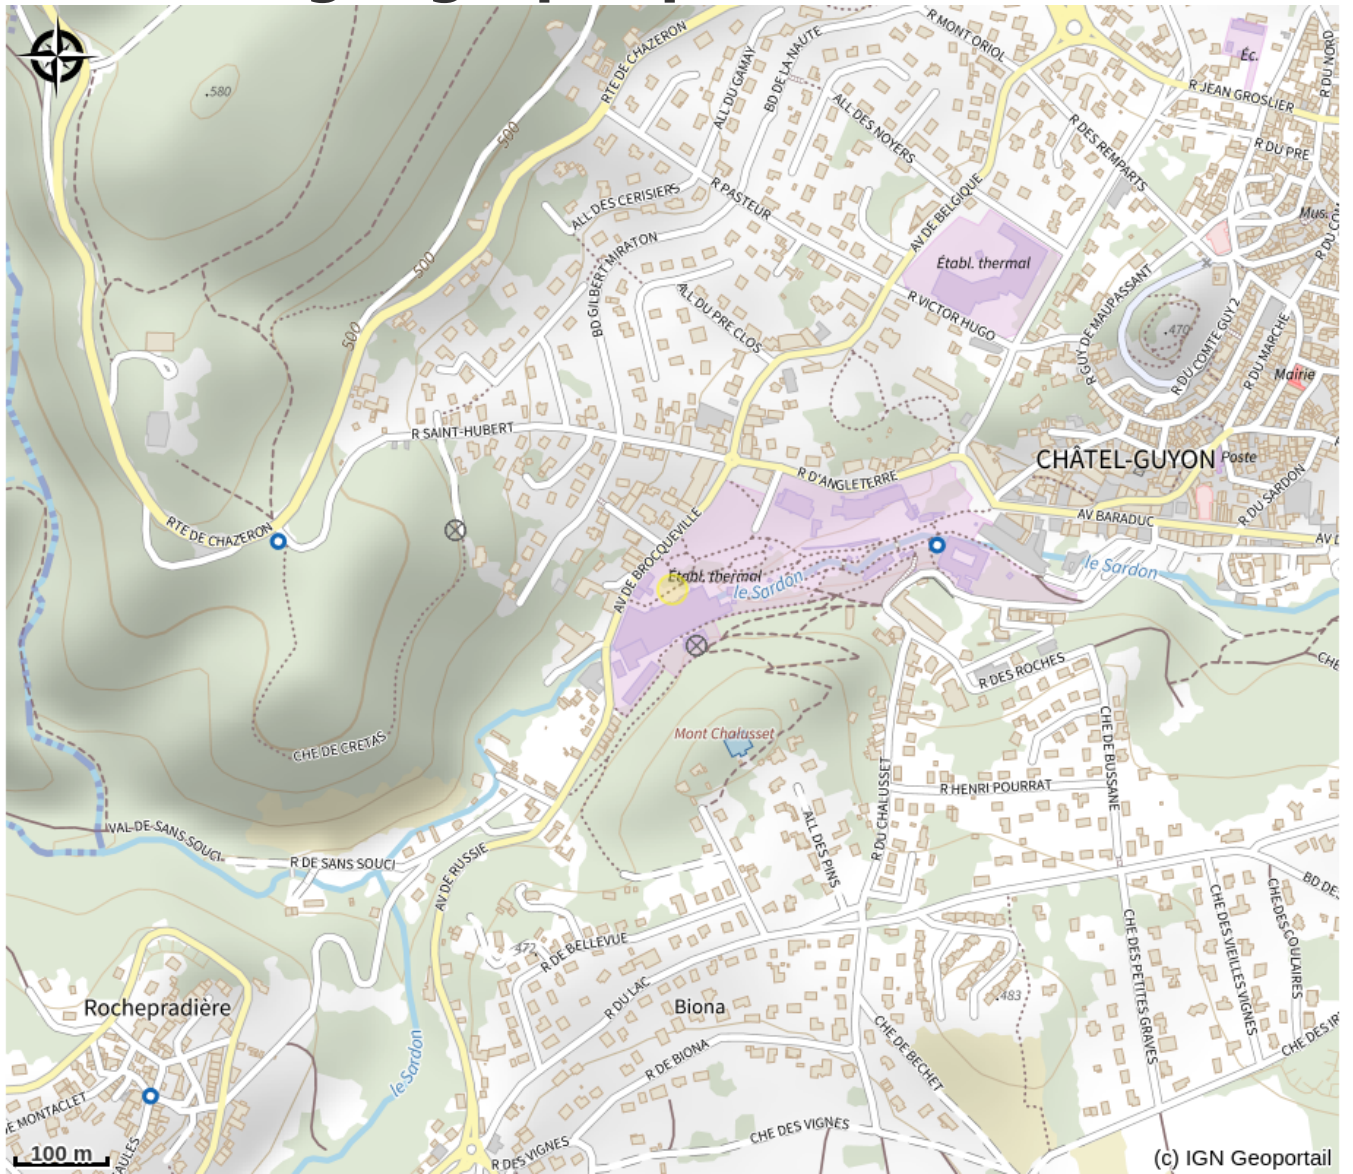 R MONT ORIOL
RTE DE CHAZERON
ALL DU GAMAY
BD DE LA NAUTE
Éc.
R DU NORD
.580
R JEAN GROSLIER
ALL DES NOYERS
R DES REMPARTS
R DU PRE
500
ALL DES CERISIERS
R PASTEUR
AV DE BELGIQUE
Mus.
500
BD GILBERT MIRATON
Établ. thermal
ALL DU PRE CLOS
R VICTOR HUGO
R GUY DE MAUPASSANT
.470
R DU COMTE GUY 2
R DU MARCHE
500
Mairie
R SAINT-HUBERT
CHÂTEL-GUYON
Poste
R D'ANGLETERRE
R DU SARDON
AV BARADUC
RTE DE CHAZERON
AV DE BROCQUEVILLE
Établ. thermal
le Sardon
le Sardon
R DES ROCHES
CHE DE CRETAS
Mont Chalusset
CHE DE BUSSANE
R DU CHALUSSET
R HENRI POURRAT
VAL DE SANS SOUCI
R DE SANS SOUCI
ALL DES PINS
AV DE RUSSIE
CHE DES PETITES GRAVES
CHE DES VIEILLES VIGNES
CHE DES COULAIRES
472
R DE BELLEVUE
R DU LAC
.483
Rochepradière
Biona
le Sardon
R DE BIONA
CHE DE BECHET
CHE DES VIGNES
R DES VIGNES
100 m
(c) IGN Geoportail